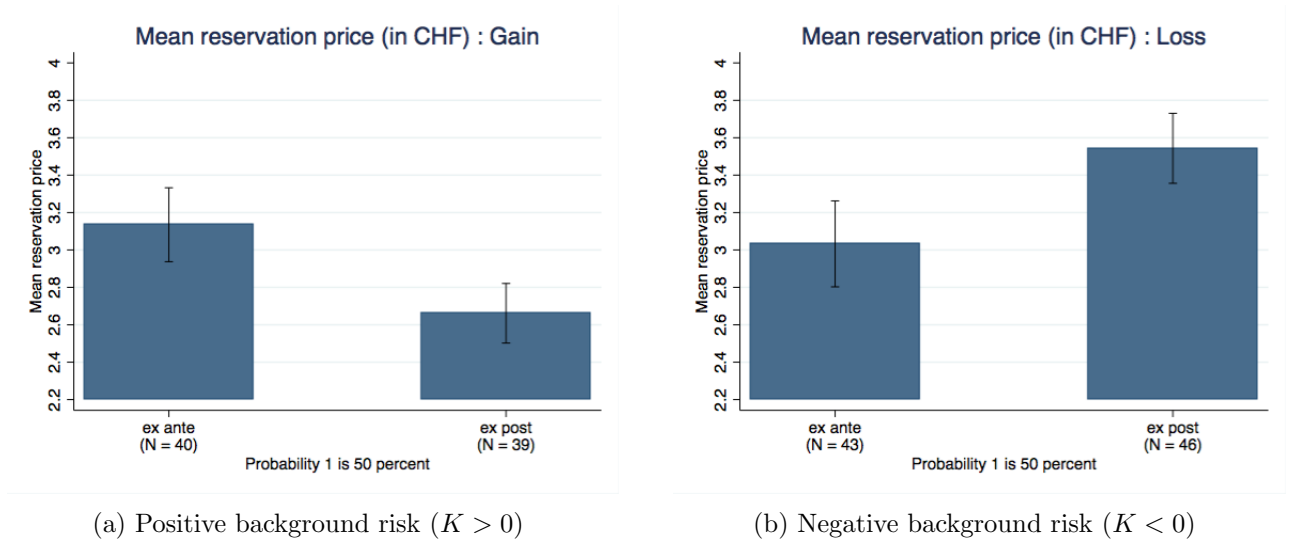 Mean reservation price (in CHF) : Gain
Mean reservation price
4
3.8
3.6
3.4
3.2
3
2.8
2.6
2.4
2.2
ex ante
(N = 40)
ex post
(N = 39)
Probability 1 is 50 percent
(a) Positive background risk (K > 0)
Mean reservation price (in CHF) : Loss
Mean reservation price
4
3.8
3.6
3.4
3.2
3
2.8
2.6
2.4
2.2
ex ante
(N = 43)
ex post
(N = 46)
Probability 1 is 50 percent
(b) Negative background risk (K < 0)